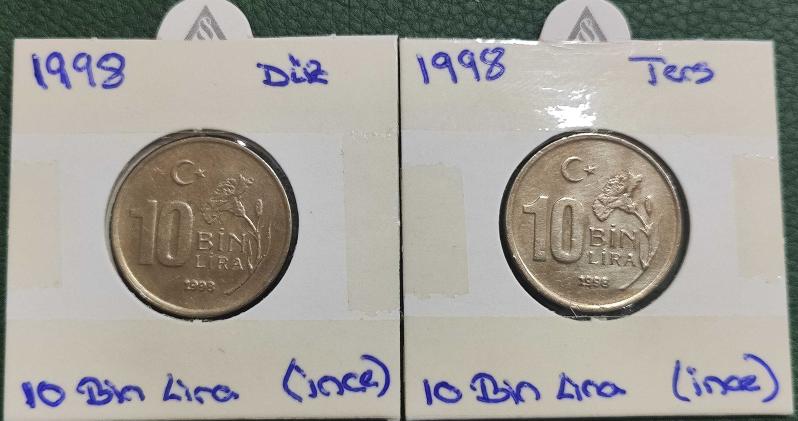 1998 Düz
10
BİN
LİRA
1998
10 Bin Lira (ince)
1998 Ters
10
BİN
LİRA
1998
10 Bin Lira (ince)